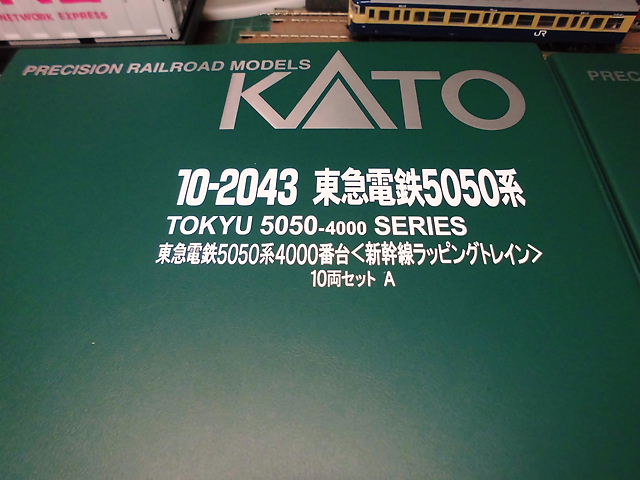 NETWORK EXPRESS
JR
PRECISION RAILROAD MODELS
KATO
PREC
10-2043 東急電鉄5050系
TOKYU 5050-4000 SERIES
東急電鉄5050系4000番台<新幹線ラッピングトレイン>
10両セット A